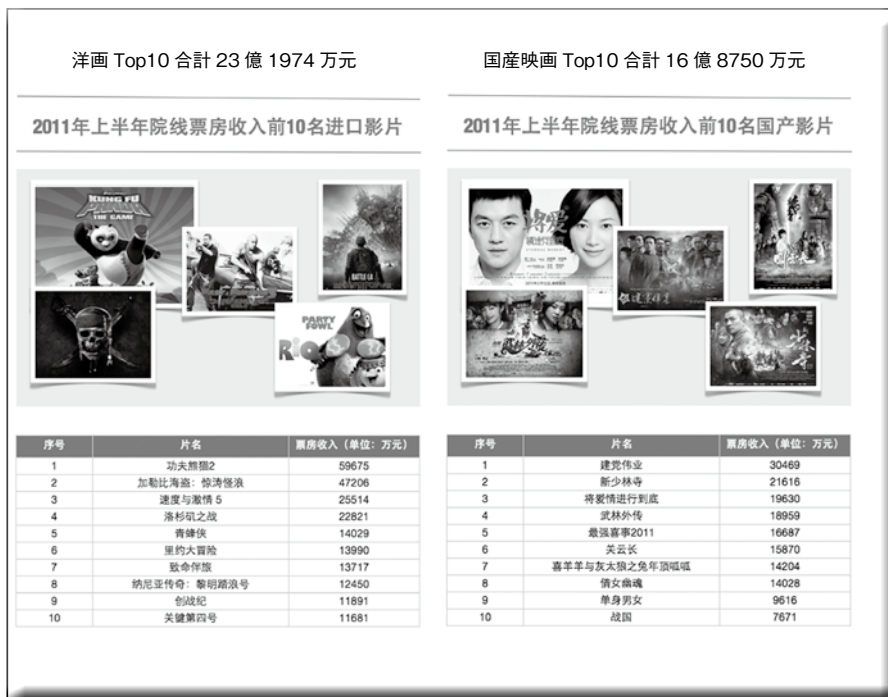 洋画 Top10 合計 23 億 1974 万元
国産映画 Top10 合計 16 億 8750 万元
2011年上半年院线票房收入前10名进口影片
KUNG FU
PANDA
THE GAME
BATTLE: LA
PARTY
FOWL
RIO
序号 片名 票房收入（单位：万元）
1 功夫熊猫2 59675
2 加勒比海盗：惊涛怪浪 47206
3 速度与激情 5 25514
4 洛杉矶之战 22821
5 青蜂侠 14029
6 里约大冒险 13990
7 致命伴旅 13717
8 纳尼亚传奇：黎明踏浪号 12450
9 创战纪 11891
10 关键第四号 11681
2011年上半年院线票房收入前10名国产影片
寻爱
武林外传
少林寺
序号 片名 票房收入（单位：万元）
1 建党伟业 30469
2 新少林寺 21616
3 将爱情进行到底 19630
4 武林外传 18959
5 最强喜事2011 16687
6 关云长 15870
7 喜羊羊与灰太狼之兔年顶呱呱 14204
8 倩女幽魂 14028
9 单身男女 9616
10 战国 7671